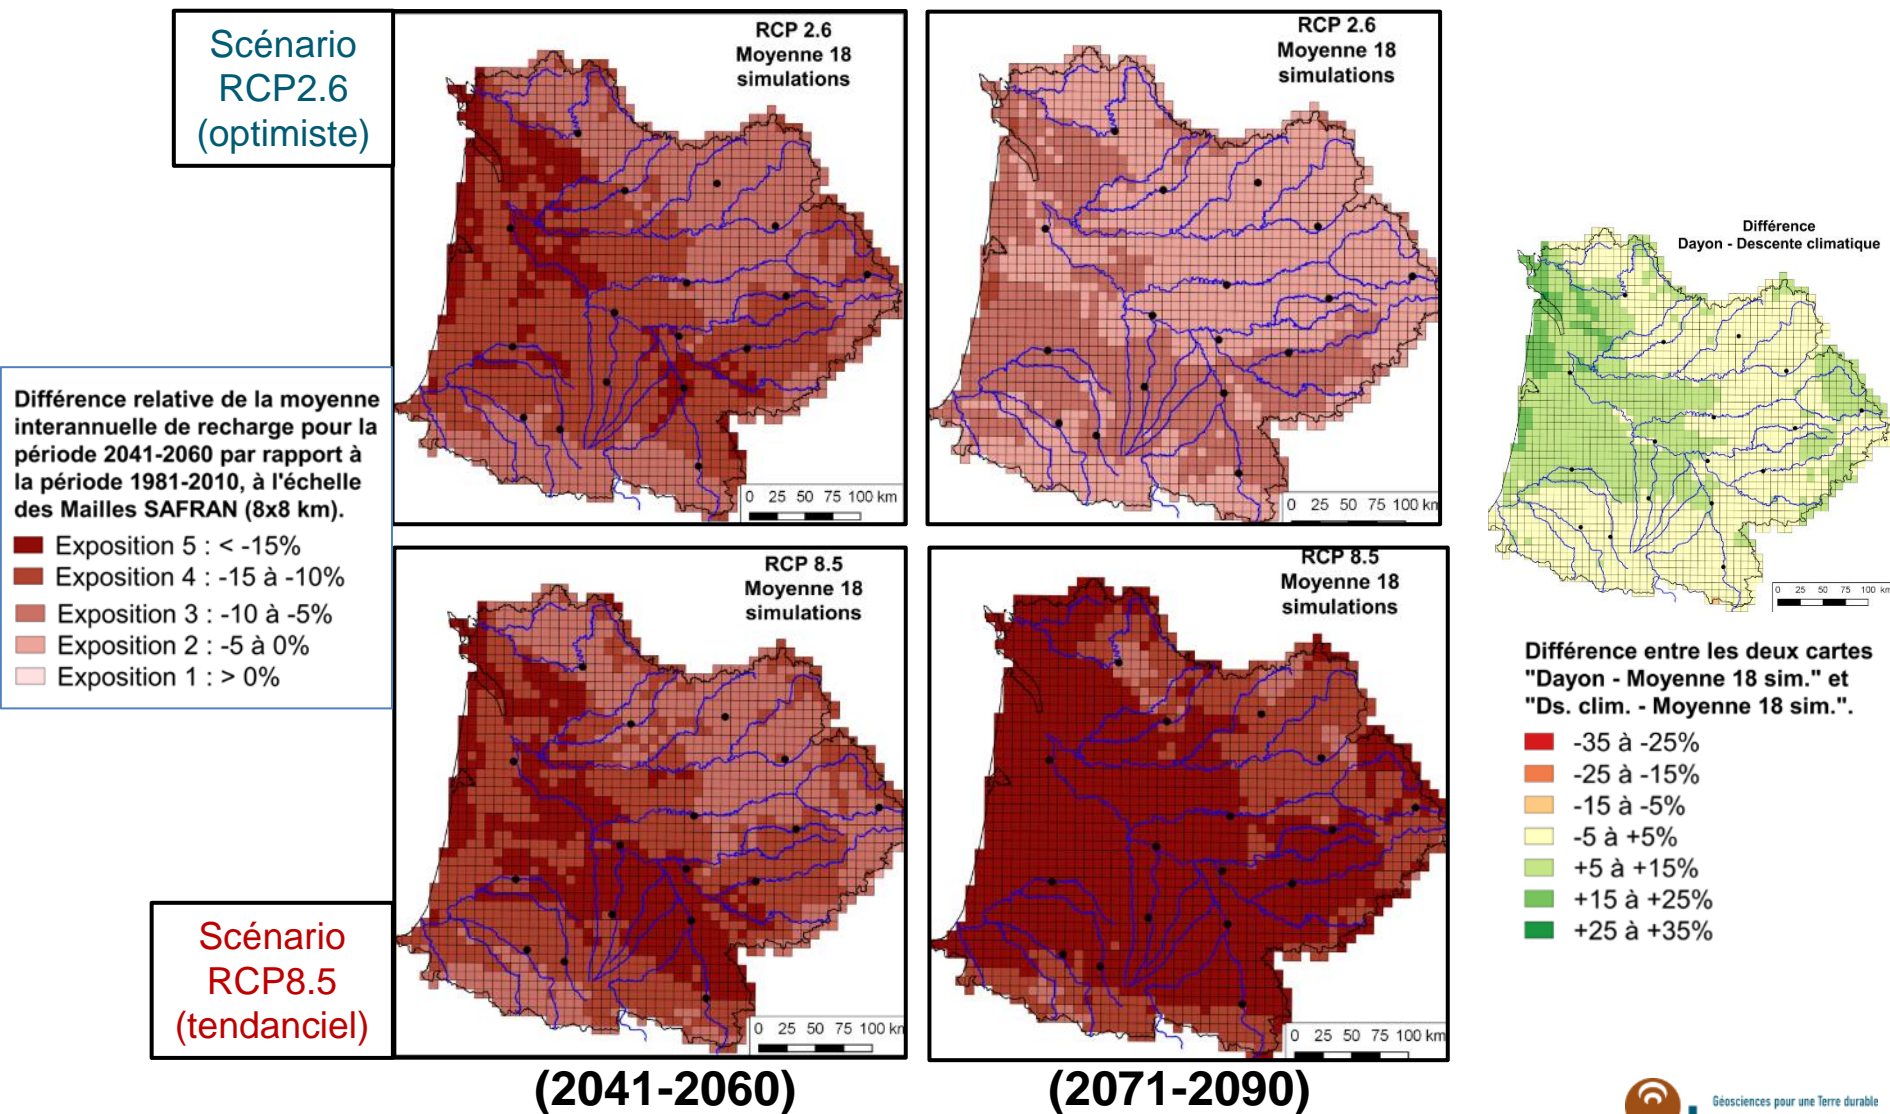 Scénario
RCP2.6
(optimiste)
RCP 2.6
Moyenne 18
simulations
0 25 50 75 100 km
RCP 2.6
Moyenne 18
simulations
0 25 50 75 100 km
Différence
Dayon - Descente climatique
0 25 50 75 100 km
Différence relative de la moyenne
interannuelle de recharge pour la
période 2041-2060 par rapport à
la période 1981-2010, à l'échelle
des Mailles SAFRAN (8x8 km).
Exposition 5 : < -15%
Exposition 4 : -15 à -10%
Exposition 3 : -10 à -5%
Exposition 2 : -5 à 0%
Exposition 1 : > 0%
Différence entre les deux cartes
"Dayon - Moyenne 18 sim." et
"Ds. clim. - Moyenne 18 sim.".
-35 à -25%
-25 à -15%
-15 à -5%
-5 à +5%
+5 à +15%
+15 à +25%
+25 à +35%
Scénario
RCP8.5
(tendanciel)
RCP 8.5
Moyenne 18
simulations
0 25 50 75 100 km
RCP 8.5
Moyenne 18
simulations
0 25 50 75 100 km
(2041-2060)
(2071-2090)
Géosciences pour une Terre durable